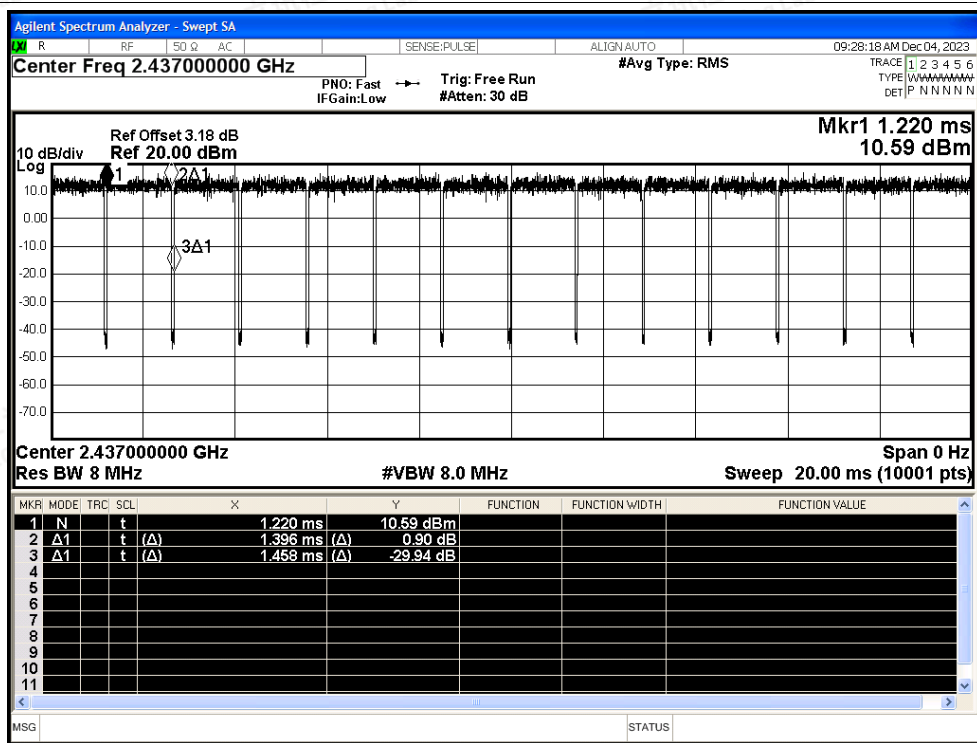 Agilent Spectrum Analyzer - Swept SA
LXI R RF 50 Ω AC SENSE:PULSE ALIGN AUTO 09:28:18 AM Dec 04, 2023
Center Freq 2.437000000 GHz
PNO: Fast
IFGain:Low
Trig: Free Run
#Atten: 30 dB
#Avg Type: RMS
TRACE 1 2 3 4 5 6
TYPE WWWWWW
DET P N N N N N
Mkr1 1.220 ms
10.59 dBm
Ref Offset 3.18 dB
10 dB/div Ref 20.00 dBm
Log
1
2Δ1
3Δ1
10.0
0.00
-10.0
-20.0
-30.0
-40.0
-50.0
-60.0
-70.0
Center 2.437000000 GHz Span 0 Hz
Res BW 8 MHz #VBW 8.0 MHz Sweep 20.00 ms (10001 pts)
MKR MODE TRC SCL X Y FUNCTION FUNCTION WIDTH FUNCTION VALUE
1 N t 1.220 ms 10.59 dBm
2 Δ1 t (Δ) 1.396 ms (Δ) 0.90 dB
3 Δ1 t (Δ) 1.458 ms (Δ) -29.94 dB
4
5
6
7
8
9
10
11
MSG STATUS